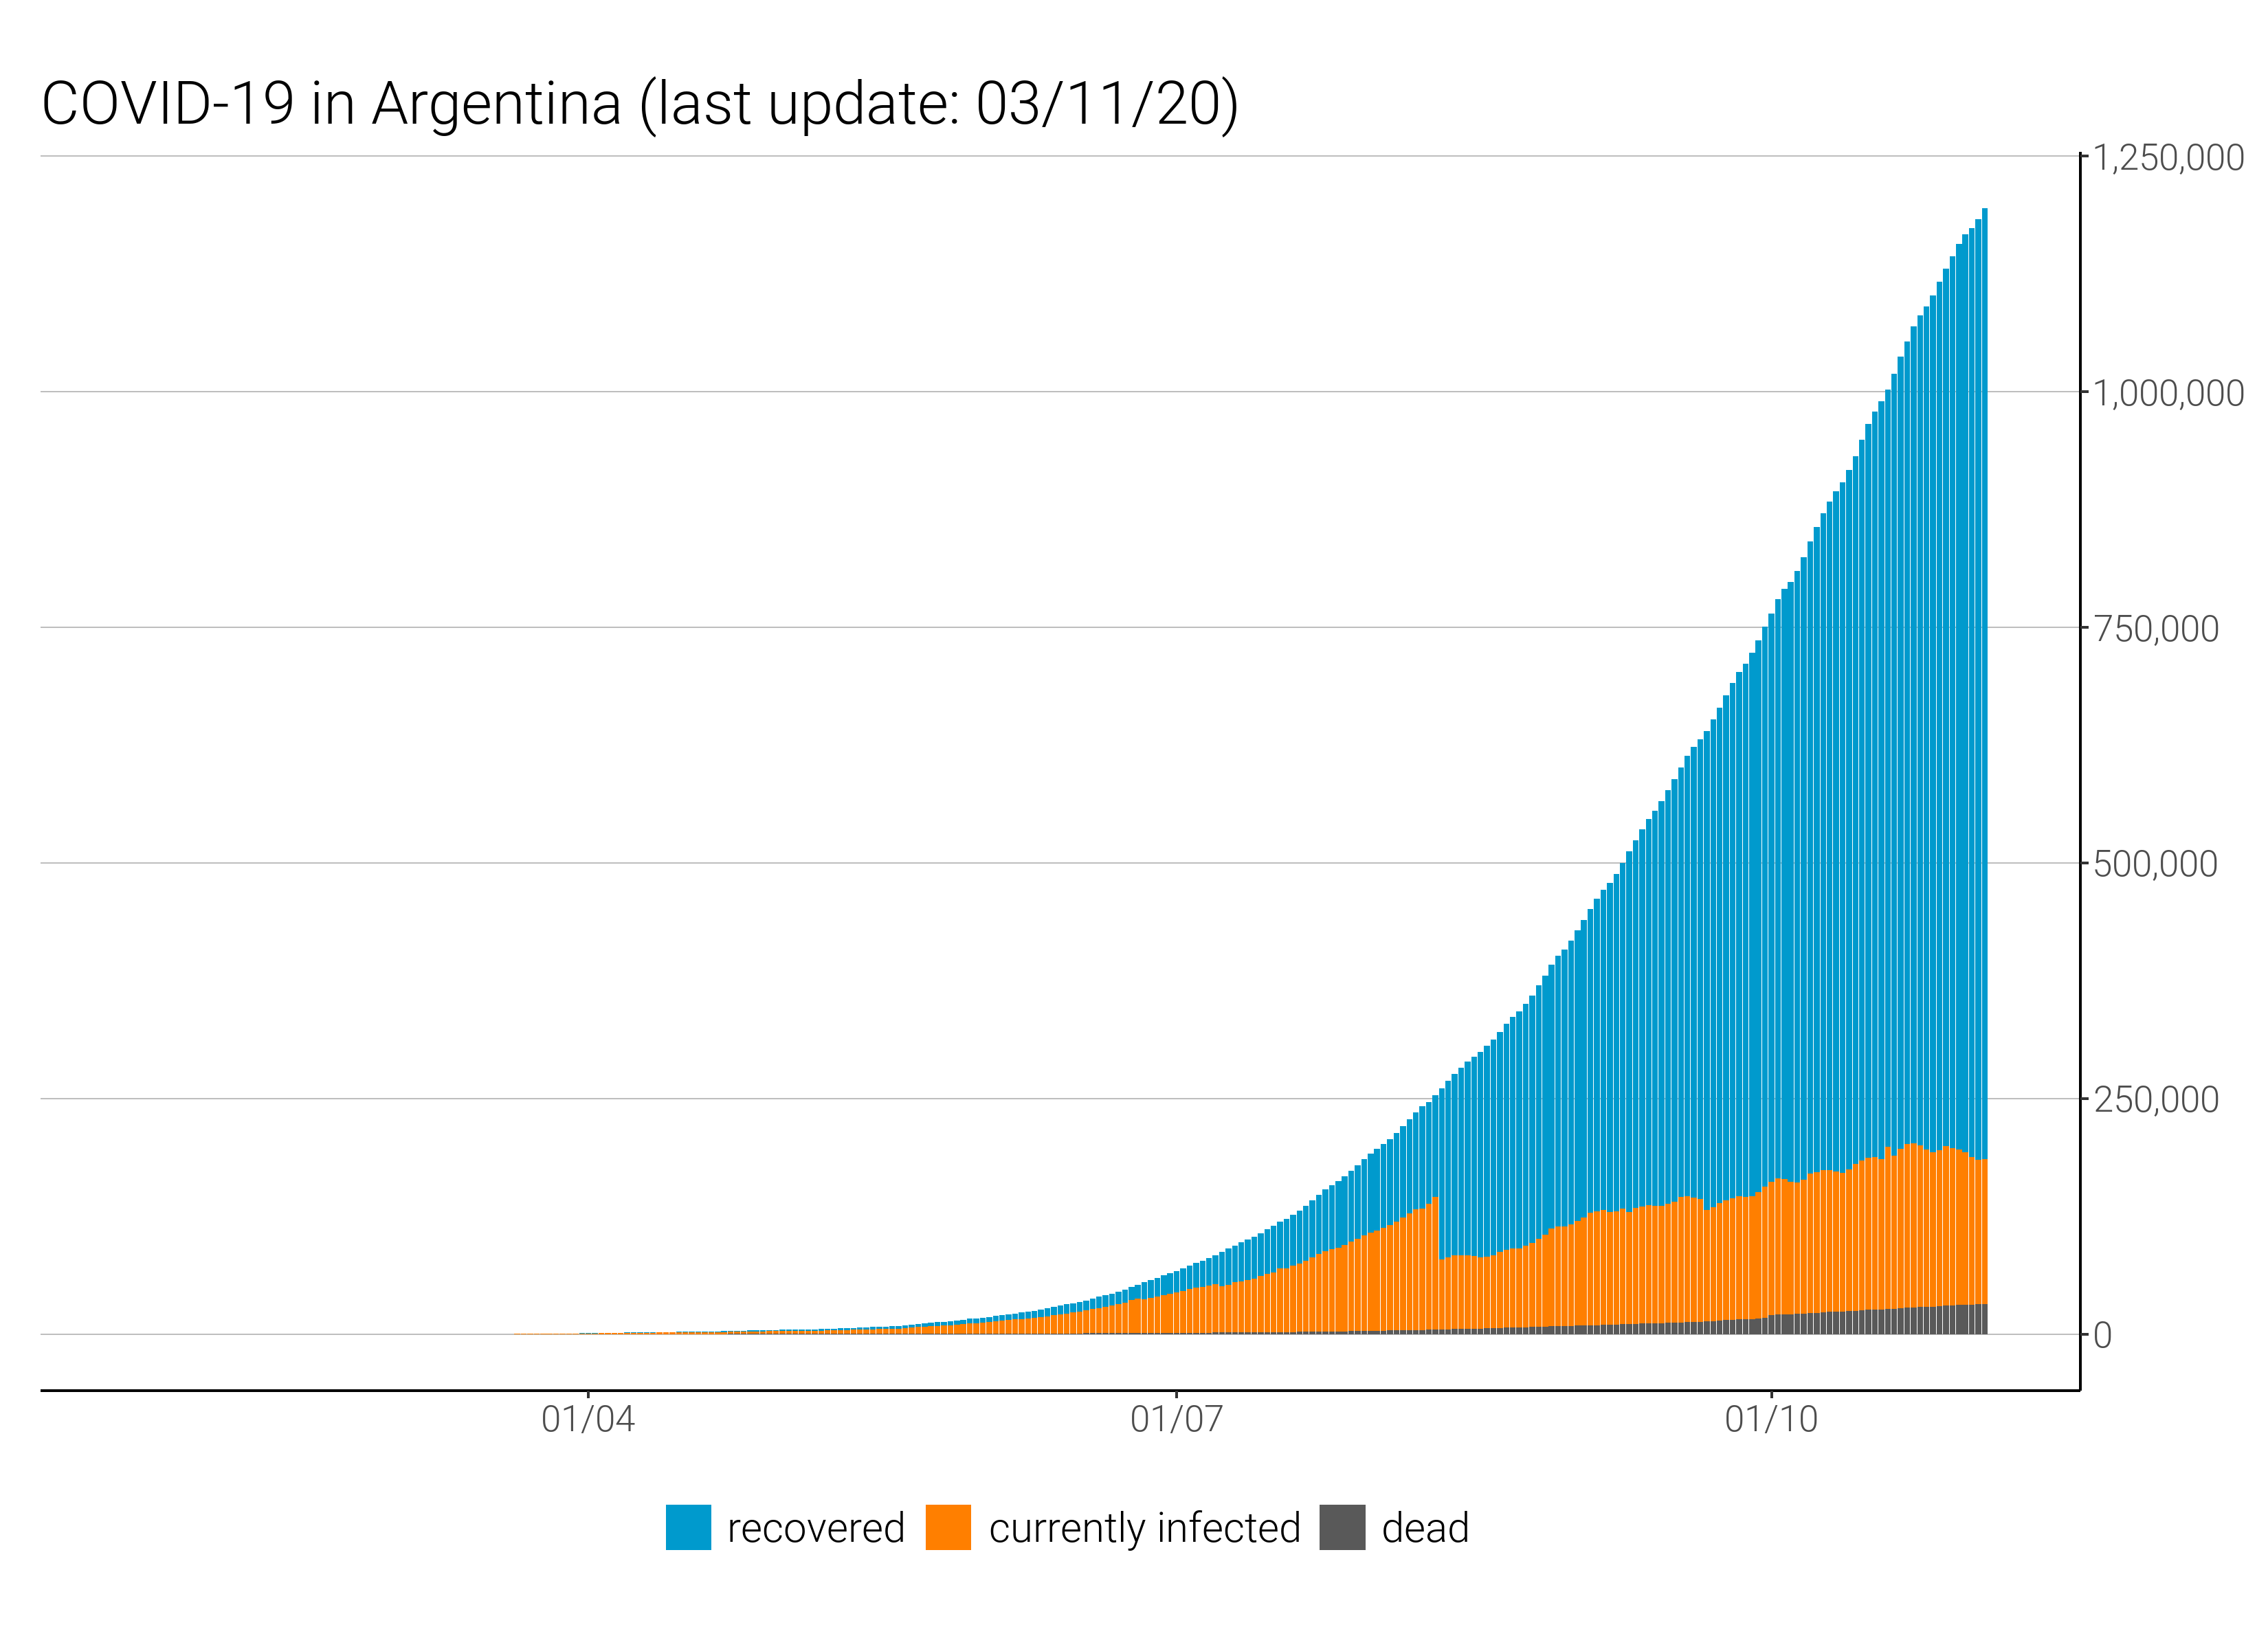 COVID-19 in Argentina (last update: 03/11/20)
1,250,000
1,000,000
750,000
500,000
250,000
0
01/04 01/07 01/10
recovered currently infected dead